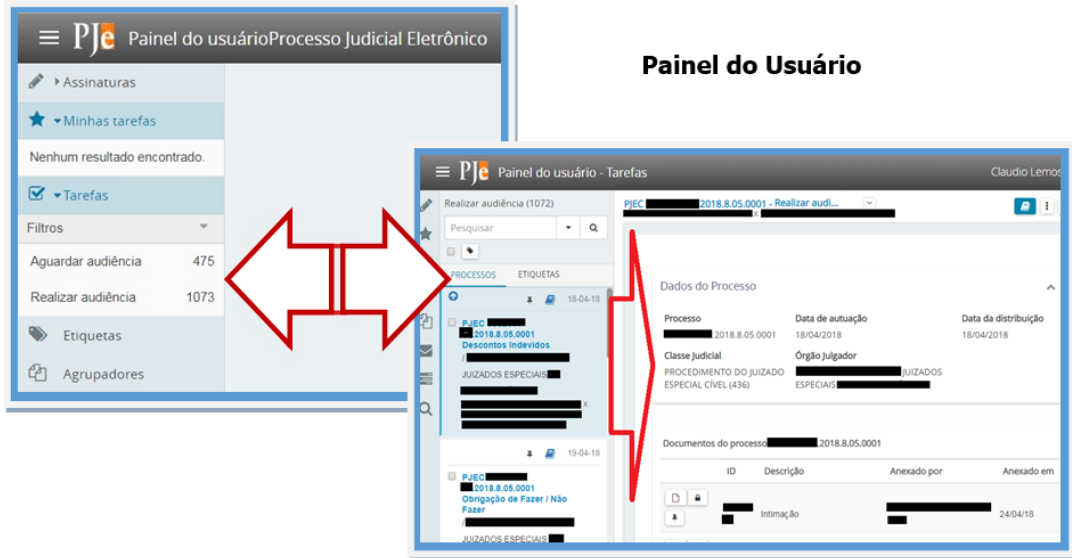 PJe Painel do usuárioProcesso Judicial Eletrônico
Assinaturas
Minhas tarefas
Nenhum resultado encontrado.
Tarefas
Filtros
Aguardar audiência 475
Realizar audiência 1073
Etiquetas
Agrupadores
Painel do Usuário
PJe Painel do usuário - Tarefas Claudio Lemos
Realizar audiência (1072)
Pesquisar
PROCESSOS ETIQUETAS
18-04-18
PJEC
.2018.8.05.0001
Descontos Indevidos
/
JUIZADOS ESPECIAIS
X
19-04-18
PJEC
.2018.8.05.0001
Obrigação de Fazer / Não
Fazer
/
JUIZADOS ESPECIAIS
PJEC 2018.8.05.0001 - Realizar audi...
X
Dados do Processo
Processo Data de autuação Data da distribuição
.2018.8.05.0001 18/04/2018 18/04/2018
Classe Judicial Órgão Julgador
PROCEDIMENTO DO JUIZADO JUIZADOS
ESPECIAL CÍVEL (436) ESPECIAIS
Documentos do processo .2018.8.05.0001
ID Descrição Anexado por Anexado em
Intimação 24/04/18